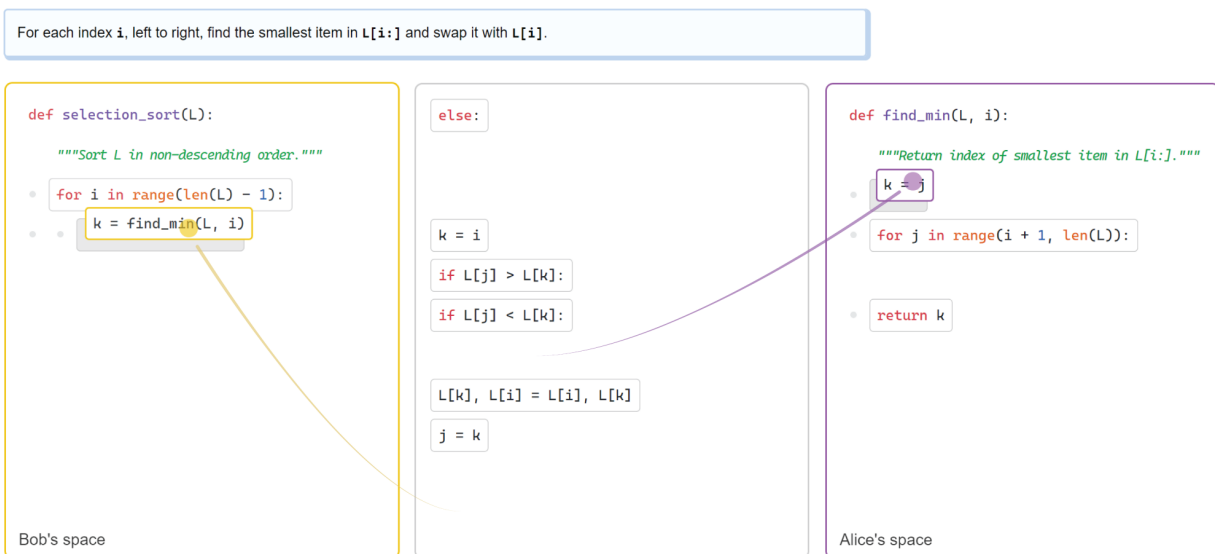 For each index i, left to right, find the smallest item in L[i:] and swap it with L[i].
def selection_sort(L):
"""Sort L in non-descending order."""
for i in range(len(L) - 1):
k = find_min(L, i)
Bob's space
else:
k = i
if L[j] > L[k]:
if L[j] < L[k]:
L[k], L[i] = L[i], L[k]
j = k
def find_min(L, i):
"""Return index of smallest item in L[i:]."""
k = j
for j in range(i + 1, len(L)):
return k
Alice's space